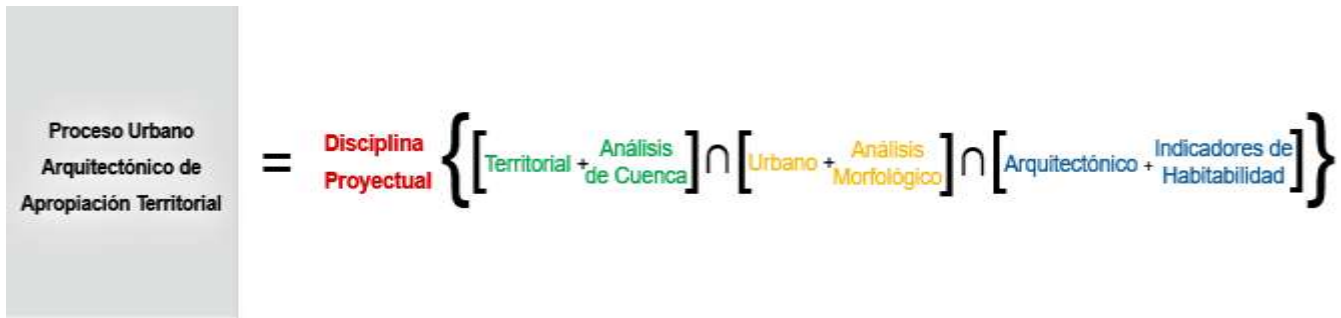 Proceso Urbano
Arquitectónico de
Apropiación Territorial
=
Disciplina
Proyectual
{[Territorial + Análisis de Cuenca] ∩ [Urbano + Análisis Morfológico] ∩ [Arquitectónico + Indicadores de Habitabilidad]}